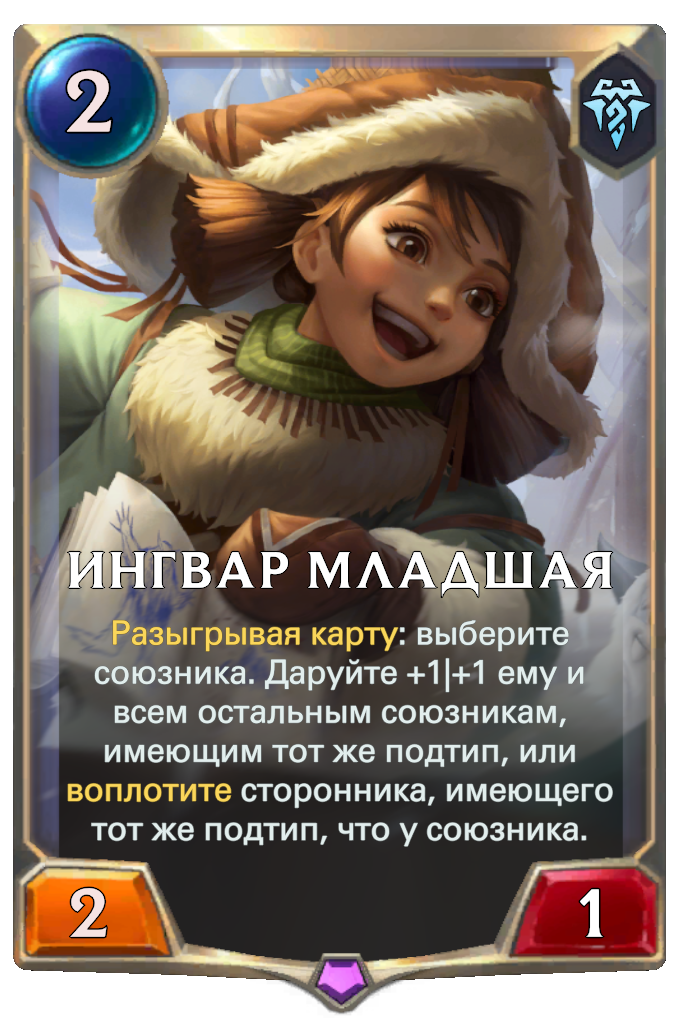 2
ИНГВАР МЛАДШАЯ
Разыгрывая карту: выберите
союзника. Даруйте +1|+1 ему и
всем остальным союзникам,
имеющим тот же подтип, или
воплотите сторонника, имеющего
тот же подтип, что у союзника.
2
1